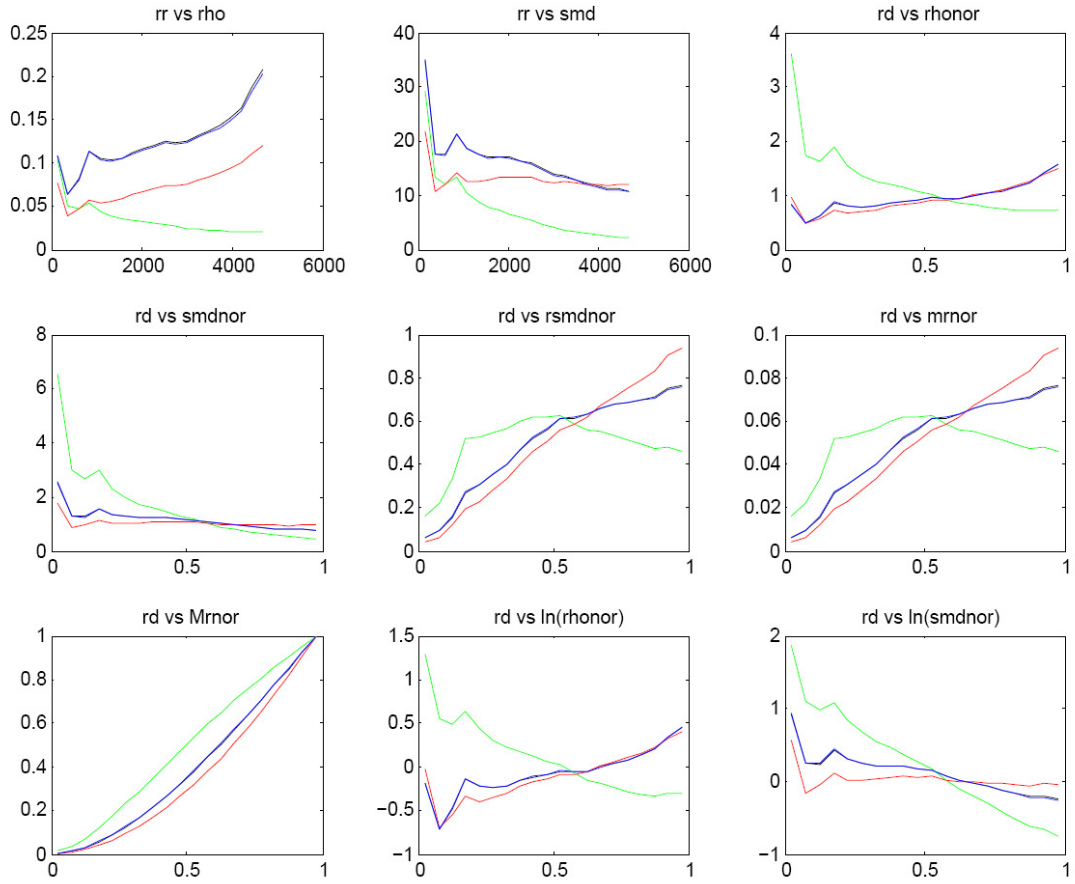 rr vs rho
0.25
0.2
0.15
0.1
0.05
0
0 2000 4000 6000
rr vs smd
40
30
20
10
0
0 2000 4000 6000
rd vs rhonor
4
3
2
1
0
0 0.5 1
rd vs smdnor
8
6
4
2
0
0 0.5 1
rd vs rsmdnor
1
0.8
0.6
0.4
0.2
0
0 0.5 1
rd vs mrnor
0.1
0.08
0.06
0.04
0.02
0
0 0.5 1
rd vs Mrnor
1
0.8
0.6
0.4
0.2
0
0 0.5 1
rd vs ln(rhonor)
1.5
1
0.5
0
−0.5
−1
0 0.5 1
rd vs ln(smdnor)
2
1
0
−1
0 0.5 1